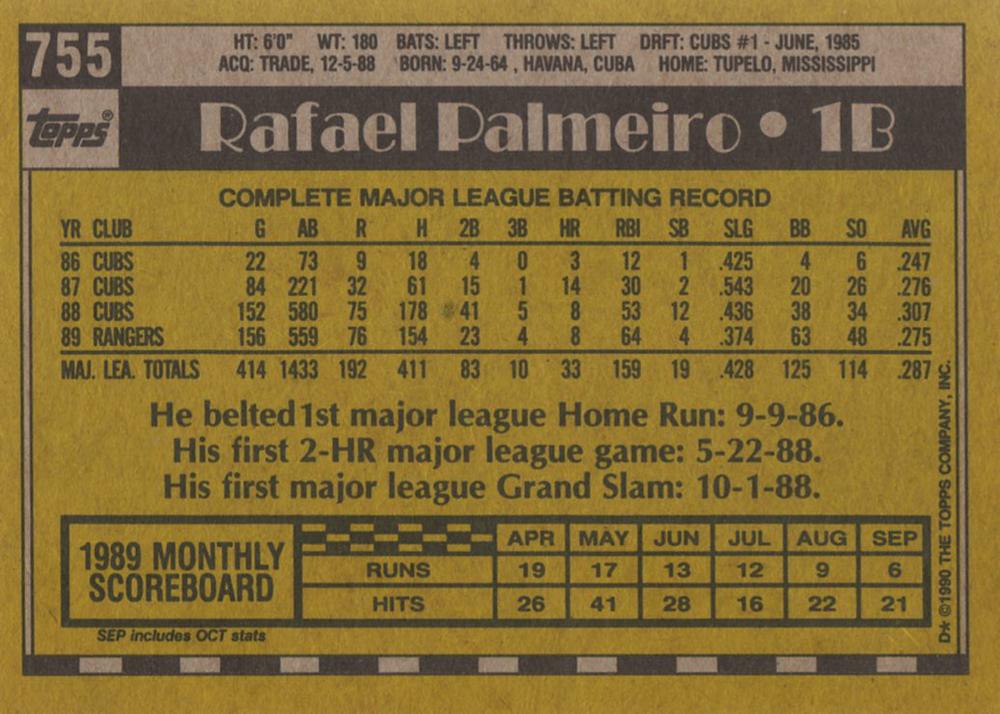 755
HT: 6'0" WT: 180 BATS: LEFT THROWS: LEFT DRFT: CUBS #1 - JUNE, 1985
ACQ: TRADE, 12-5-88 BORN: 9-24-64 , HAVANA, CUBA HOME: TUPELO, MISSISSIPPI
topps®
Rafael Palmeiro • 1B
COMPLETE MAJOR LEAGUE BATTING RECORD
YR CLUB G AB R H 2B 3B HR RBI SB SLG BB SO AVG
86 CUBS 22 73 9 18 4 0 3 12 1 .425 4 6 .247
87 CUBS 84 221 32 61 15 1 14 30 2 .543 20 26 .276
88 CUBS 152 580 75 178 41 5 8 53 12 .436 38 34 .307
89 RANGERS 156 559 76 154 23 4 8 64 4 .374 63 48 .275
MAJ. LEA. TOTALS 414 1433 192 411 83 10 33 159 19 .428 125 114 .287
He belted 1st major league Home Run: 9-9-86.
His first 2-HR major league game: 5-22-88.
His first major league Grand Slam: 10-1-88.
1989 MONTHLY
SCOREBOARD
APR MAY JUN JUL AUG SEP
RUNS 19 17 13 12 9 6
HITS 26 41 28 16 22 21
SEP includes OCT stats
D* ©1990 THE TOPPS COMPANY, INC.